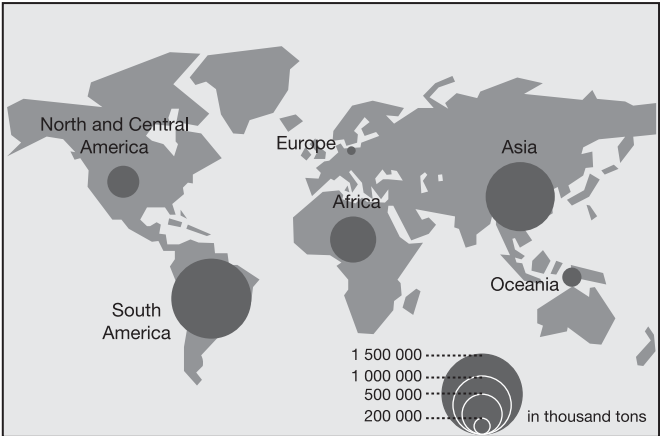 North and Central
America
Europe
Asia
Africa
Oceania
South
America
1 500 000
1 000 000
500 000
200 000
in thousand tons